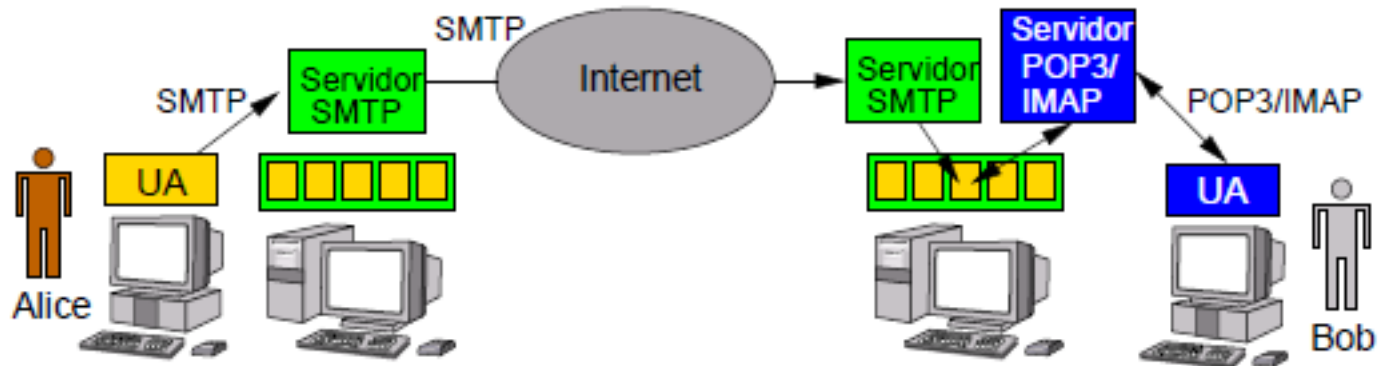 SMTP
Servidor
SMTP
SMTP
Internet
Servidor
SMTP
Servidor
POP3/
IMAP
POP3/IMAP
UA
UA
Alice
Bob